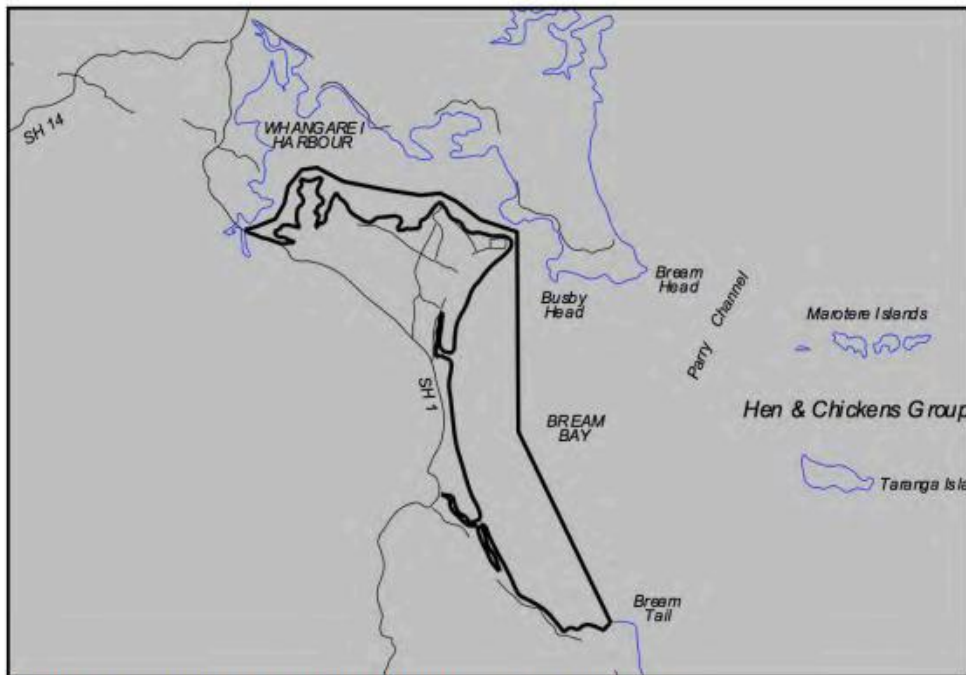 SH 14
WHANGAREI
HARBOUR
Bream
Head
Busby
Head
Parry Channel
Marotere Islands
SH 1
Hen & Chickens Group
BREAM
BAY
Taranga Isla
Bream
Tail